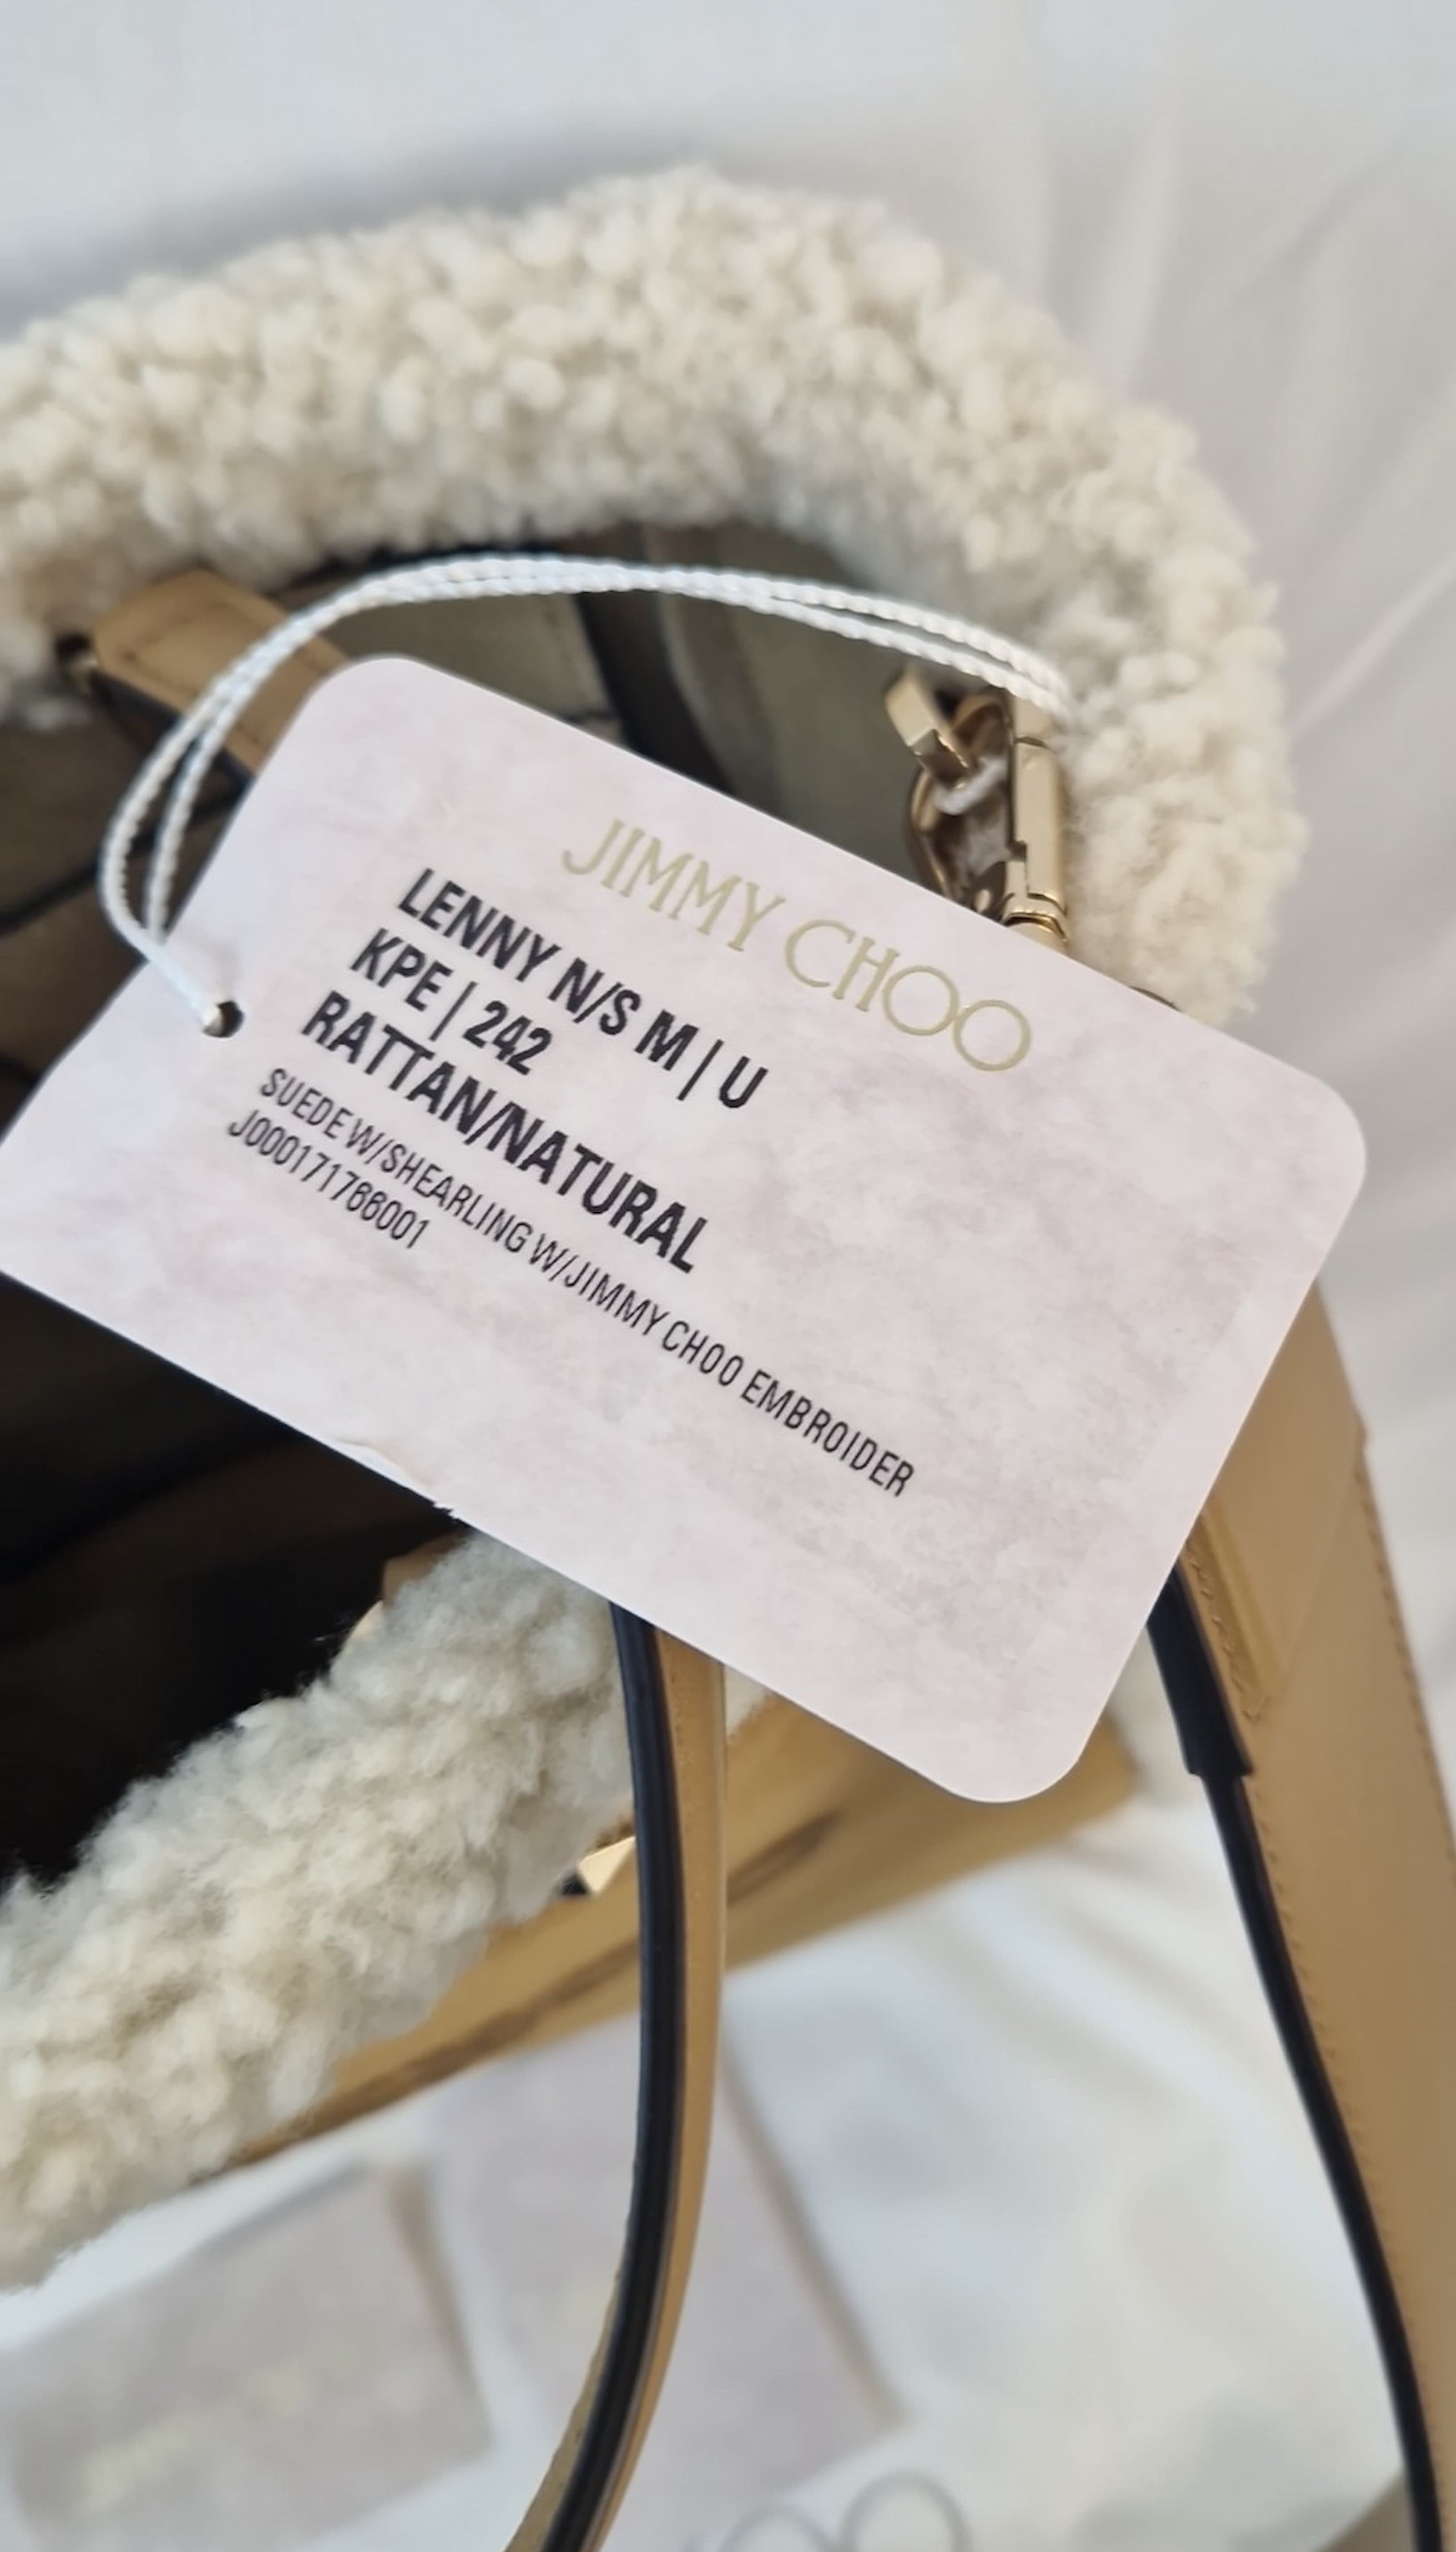 JIMMY CHOO
LENNY N/S M | U
KPE | 242
RATTAN/NATURAL
SUEDE W/SHEARLING W/JIMMY CHOO EMBROIDER
J000171766001